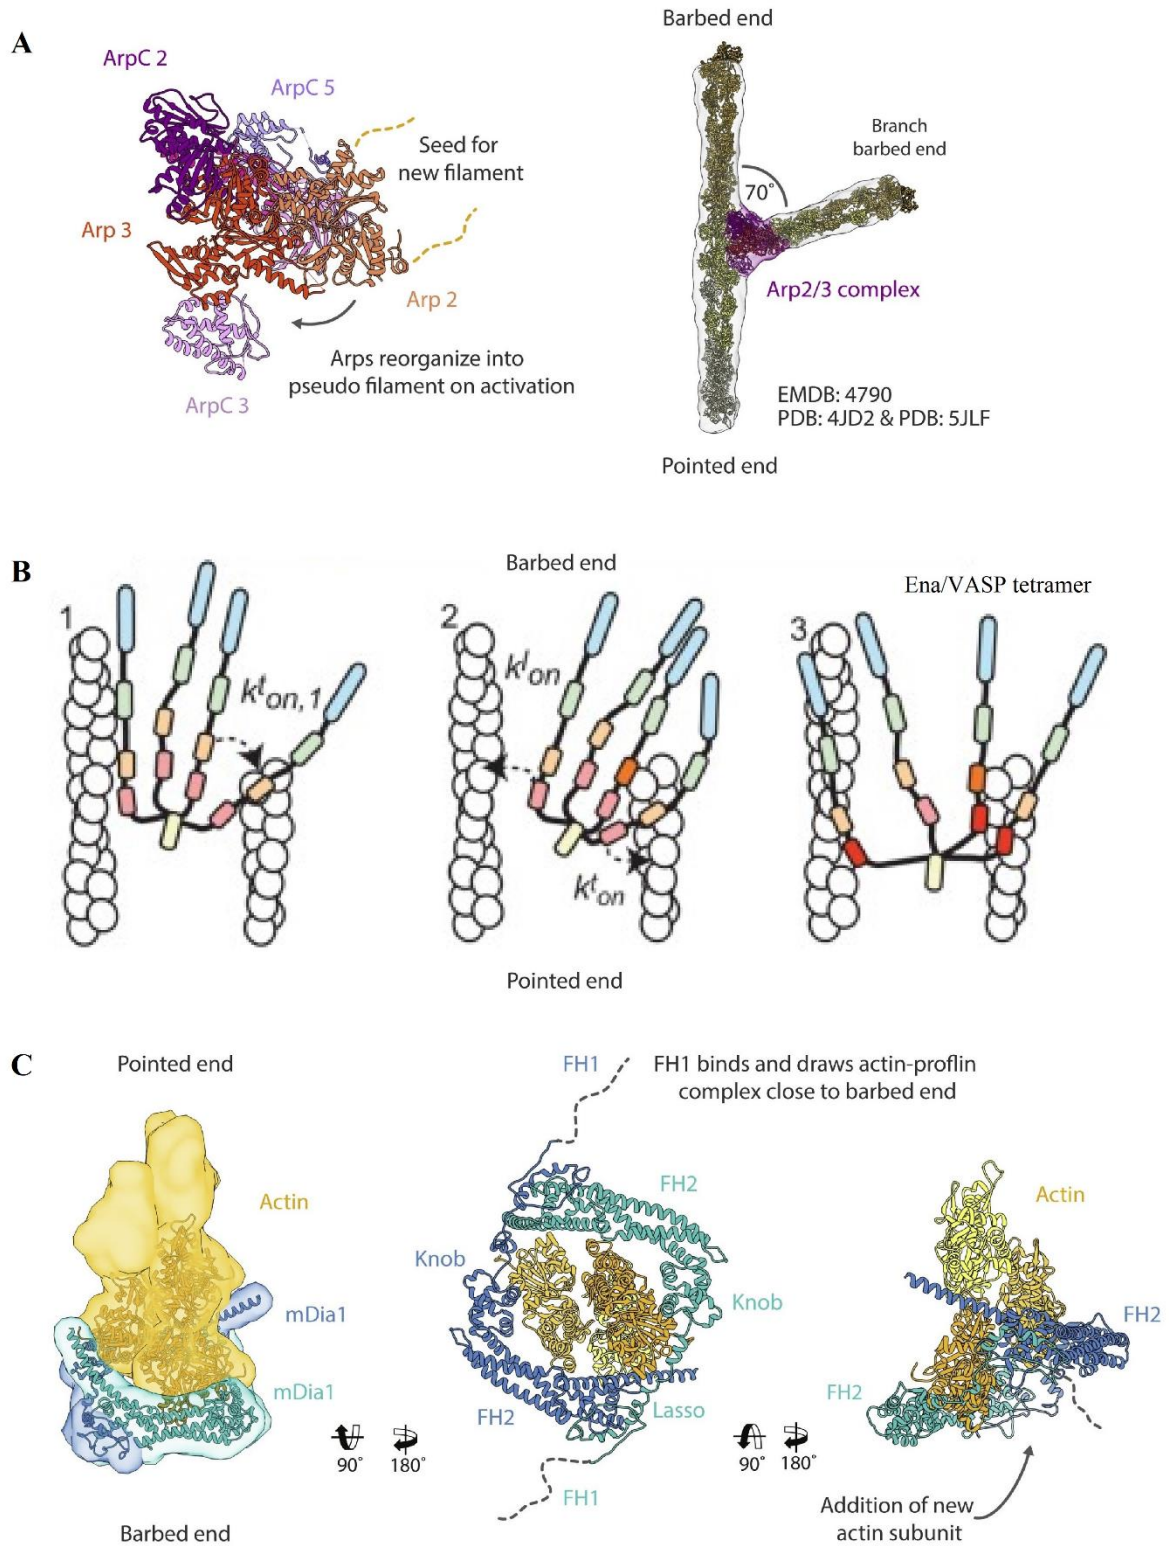 A
ArpC 2
ArpC 5
Seed for
new filament
Arp 3
Arp 2
Arps reorganize into
pseudo filament on activation
ArpC 3
Barbed end
Branch
barbed end
70°
Arp2/3 complex
EMDB: 4790
PDB: 4JD2 & PDB: 5JLF
Pointed end
B
Barbed end
Ena/VASP tetramer
1
k^t_on,1
2
k^l_on
k^t_on
3
Pointed end
C
Pointed end
Actin
mDia1
mDia1
Barbed end
90°
180°
FH1
FH1 binds and draws actin-proflin
complex close to barbed end
FH2
Knob
Knob
FH2
Lasso
FH1
90°
180°
Actin
FH2
FH2
Addition of new
actin subunit